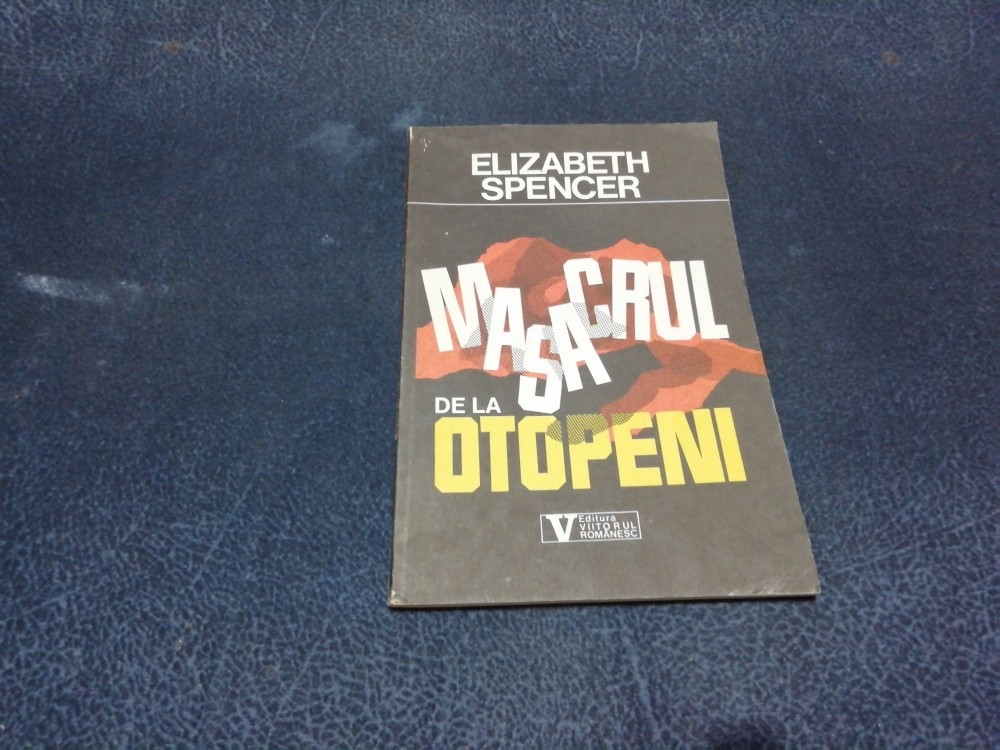 ELIZABETH
SPENCER
MASACRUL
DE LA
OTOPENI
V Editura
VIITORUL
ROMÂNESC